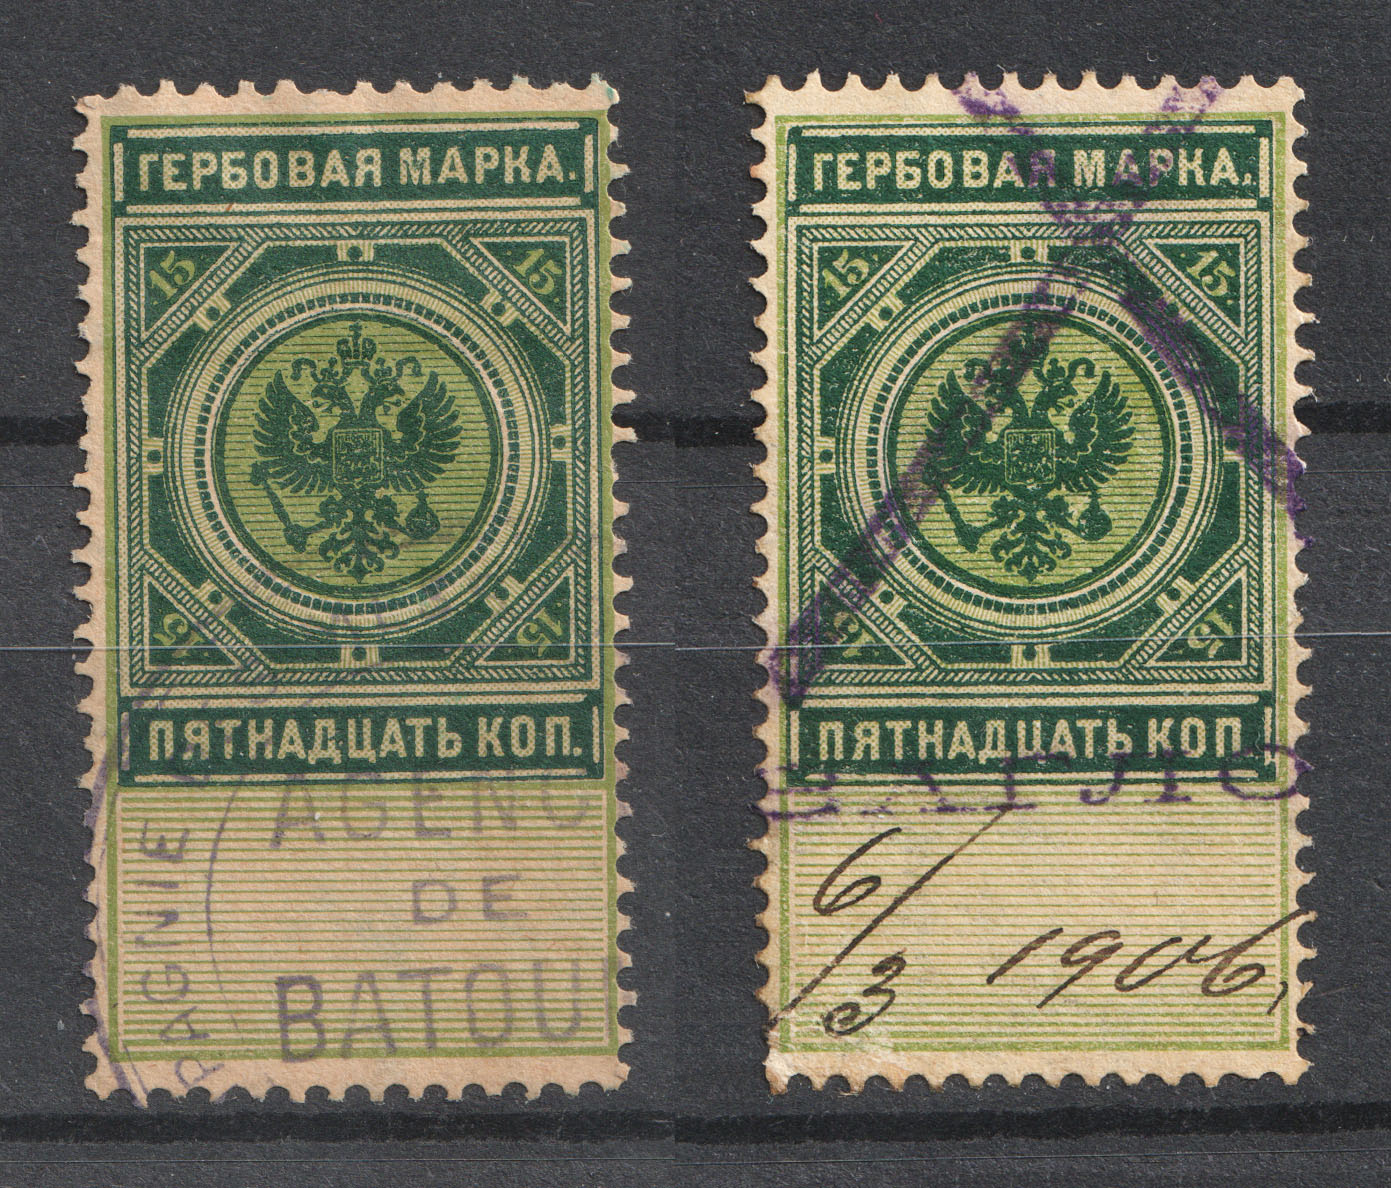 ГЕРБОВАЯ МАРКА.
15 15
15 15
ПЯТНАДЦАТЬ КОП.
AGENC
DE
BATOU
PAGNIE
ГЕРБОВАЯ МАРКА.
15 15
15 15
ПЯТНАДЦАТЬ КОП
6/3 1906